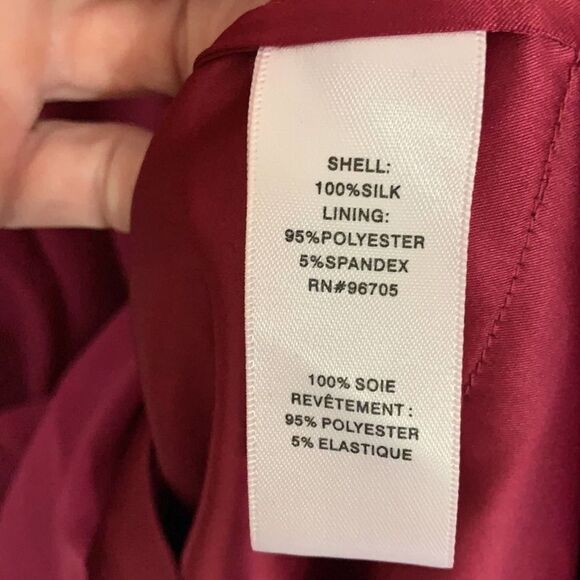 SHELL:
100%SILK
LINING:
95%POLYESTER
5%SPANDEX
RN#96705
100% SOIE
REVÊTEMENT :
95% POLYESTER
5% ELASTIQUE